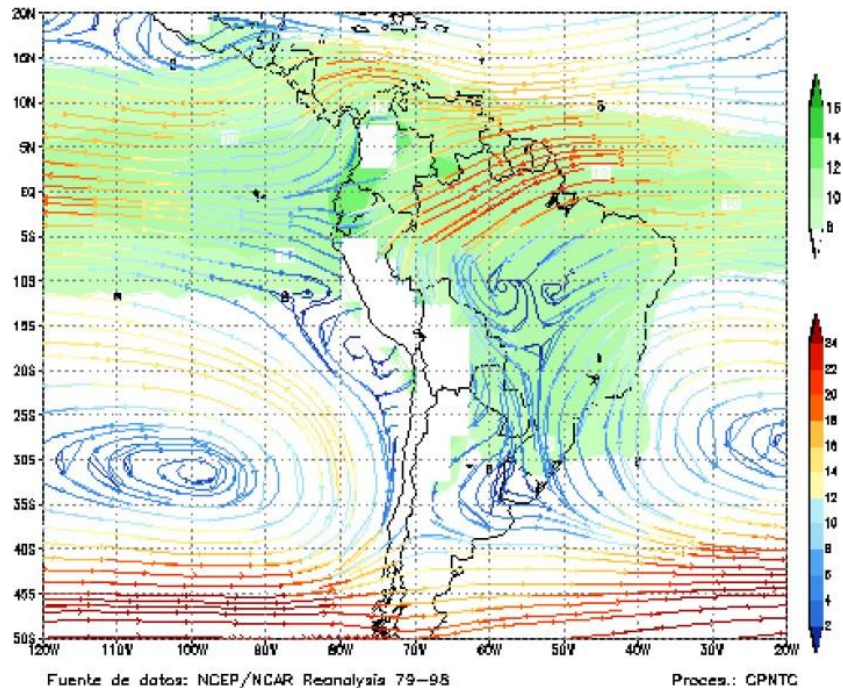 20N
15N
10N
5N
EQ
5S
10S
15S
20S
25S
30S
35S
40S
45S
50S
120W 110W 100W 90W 80W 70W 60W 50W 40W 30W 20W
16
14
12
10
8
24
22
20
18
16
14
12
10
8
6
4
2
Fuente de datos: NCEP/NCAR Reanalysis 79-98 Proces.: CPNTC